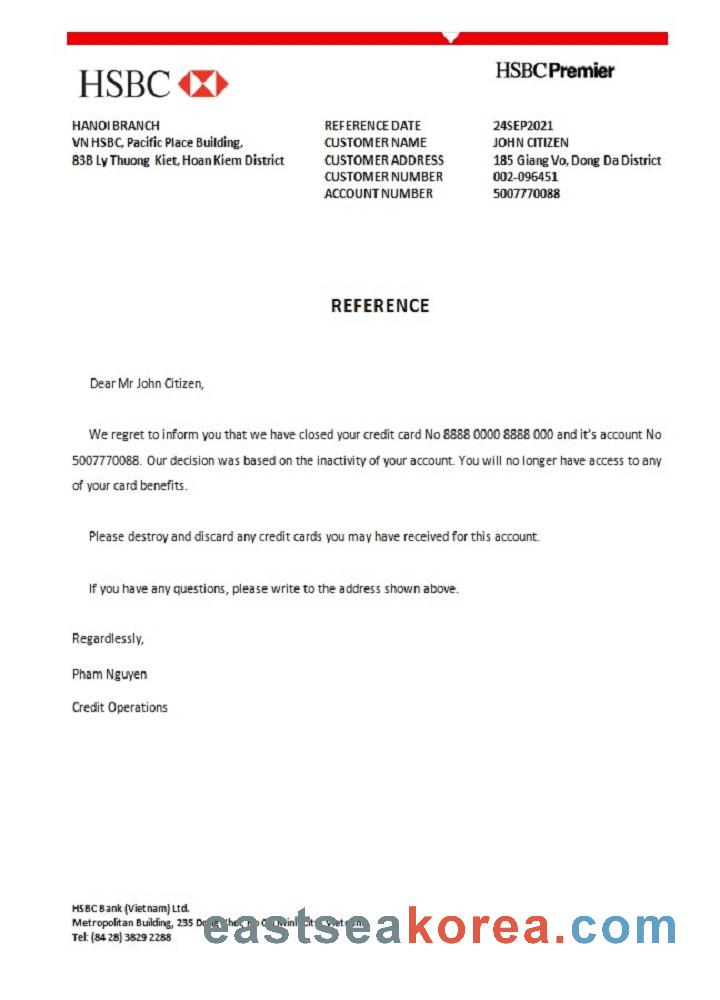 HSBC
HSBC Premier
HANOI BRANCH
VN HSBC, Pacific Place Building,
83B Ly Thuong Kiet, Hoan Kiem District
REFERENCE DATE 24SEP2021
CUSTOMER NAME JOHN CITIZEN
CUSTOMER ADDRESS 185 Giang Vo, Dong Da District
CUSTOMER NUMBER 002-096451
ACCOUNT NUMBER 5007770088
REFERENCE
Dear Mr John Citizen,
We regret to inform you that we have closed your credit card No 8888 0000 8888 000 and it's account No
5007770088. Our decision was based on the inactivity of your account. You will no longer have access to any
of your card benefits.
Please destroy and discard any credit cards you may have received for this account.
If you have any questions, please write to the address shown above.
Regardlessly,
Pham Nguyen
Credit Operations
HSBC Bank (Vietnam) Ltd.
Metropolitan Building, 235
Tel: (84 28) 3829 2288
eastseakorea.com